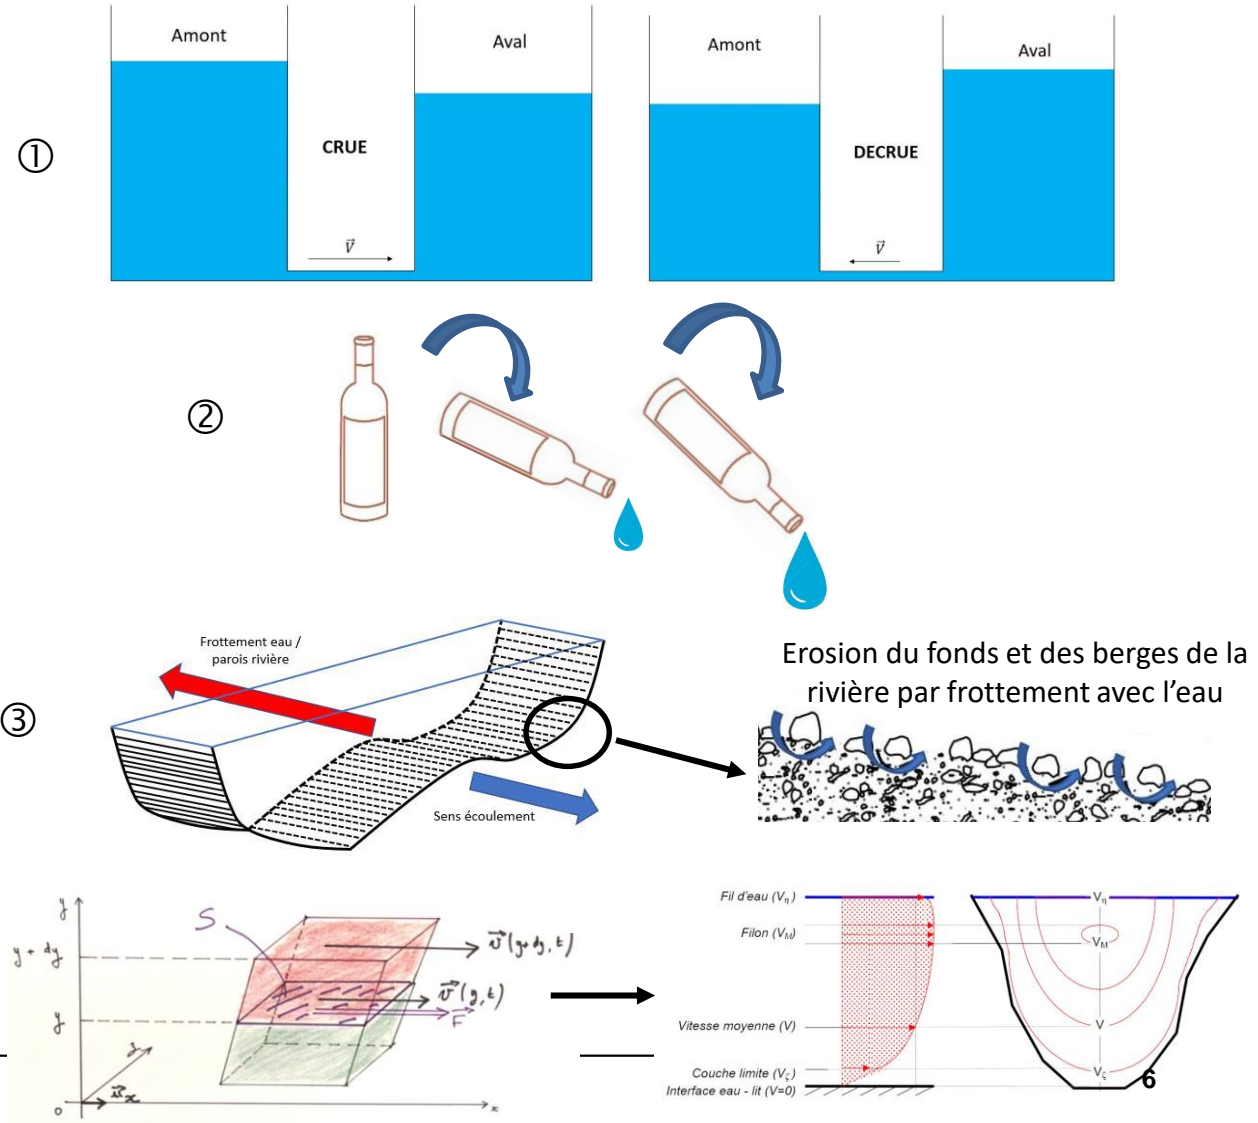 ①
Amont
Aval
CRUE
V
Amont
Aval
DECRUE
V
②
③
Frottement eau /
parois rivière
Sens écoulement
Erosion du fonds et des berges de la
rivière par frottement avec l’eau
y
y + dy
y
S
v (y+dy, t)
v (y, t)
F
z
o
x
Fil d'eau (Vη)
Filon (VM)
Vitesse moyenne (V)
Couche limite (Vζ)
Interface eau - lit (V=0)
Vη
VM
V
Vζ
6